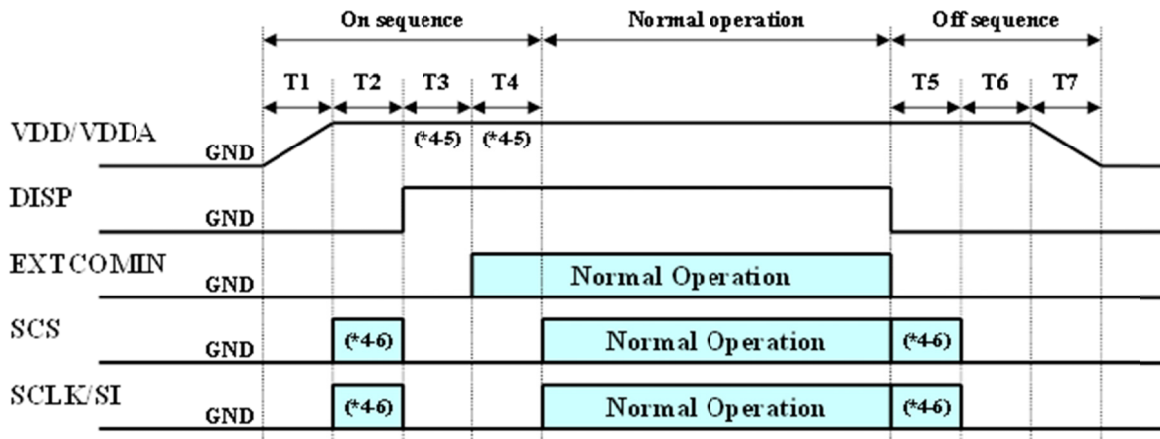 On sequence Normal operation Off sequence
T1 T2 T3 T4 T5 T6 T7
VDD/VDDA GND (*4-5) (*4-5)
DISP GND
EXTCOMIN GND Normal Operation
SCS GND (*4-6) Normal Operation (*4-6)
SCLK/SI GND (*4-6) Normal Operation (*4-6)